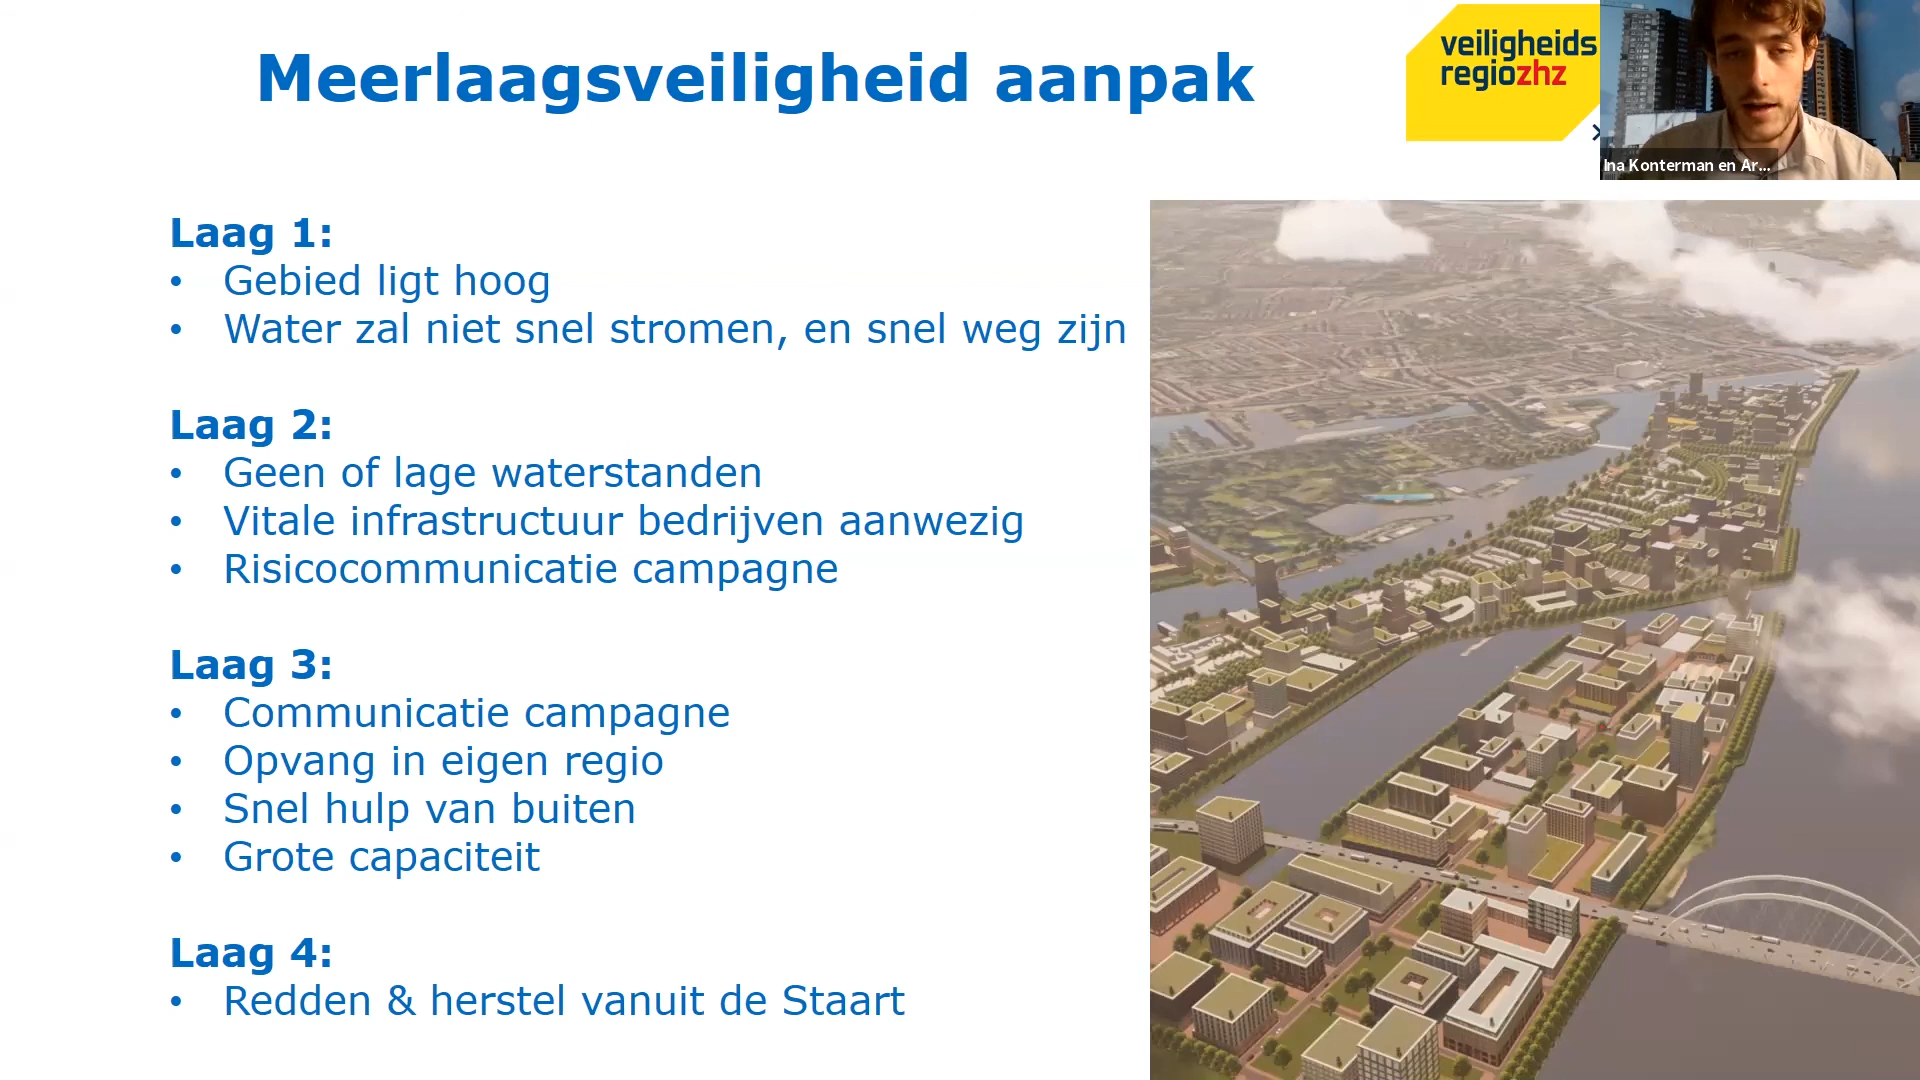 Meerlaagsveiligheid aanpak
veiligheids
regiozhz
Ina Konterman en Ar...
Laag 1:
• Gebied ligt hoog
• Water zal niet snel stromen, en snel weg zijn
Laag 2:
• Geen of lage waterstanden
• Vitale infrastructuur bedrijven aanwezig
• Risicocommunicatie campagne
Laag 3:
• Communicatie campagne
• Opvang in eigen regio
• Snel hulp van buiten
• Grote capaciteit
Laag 4:
• Redden & herstel vanuit de Staart